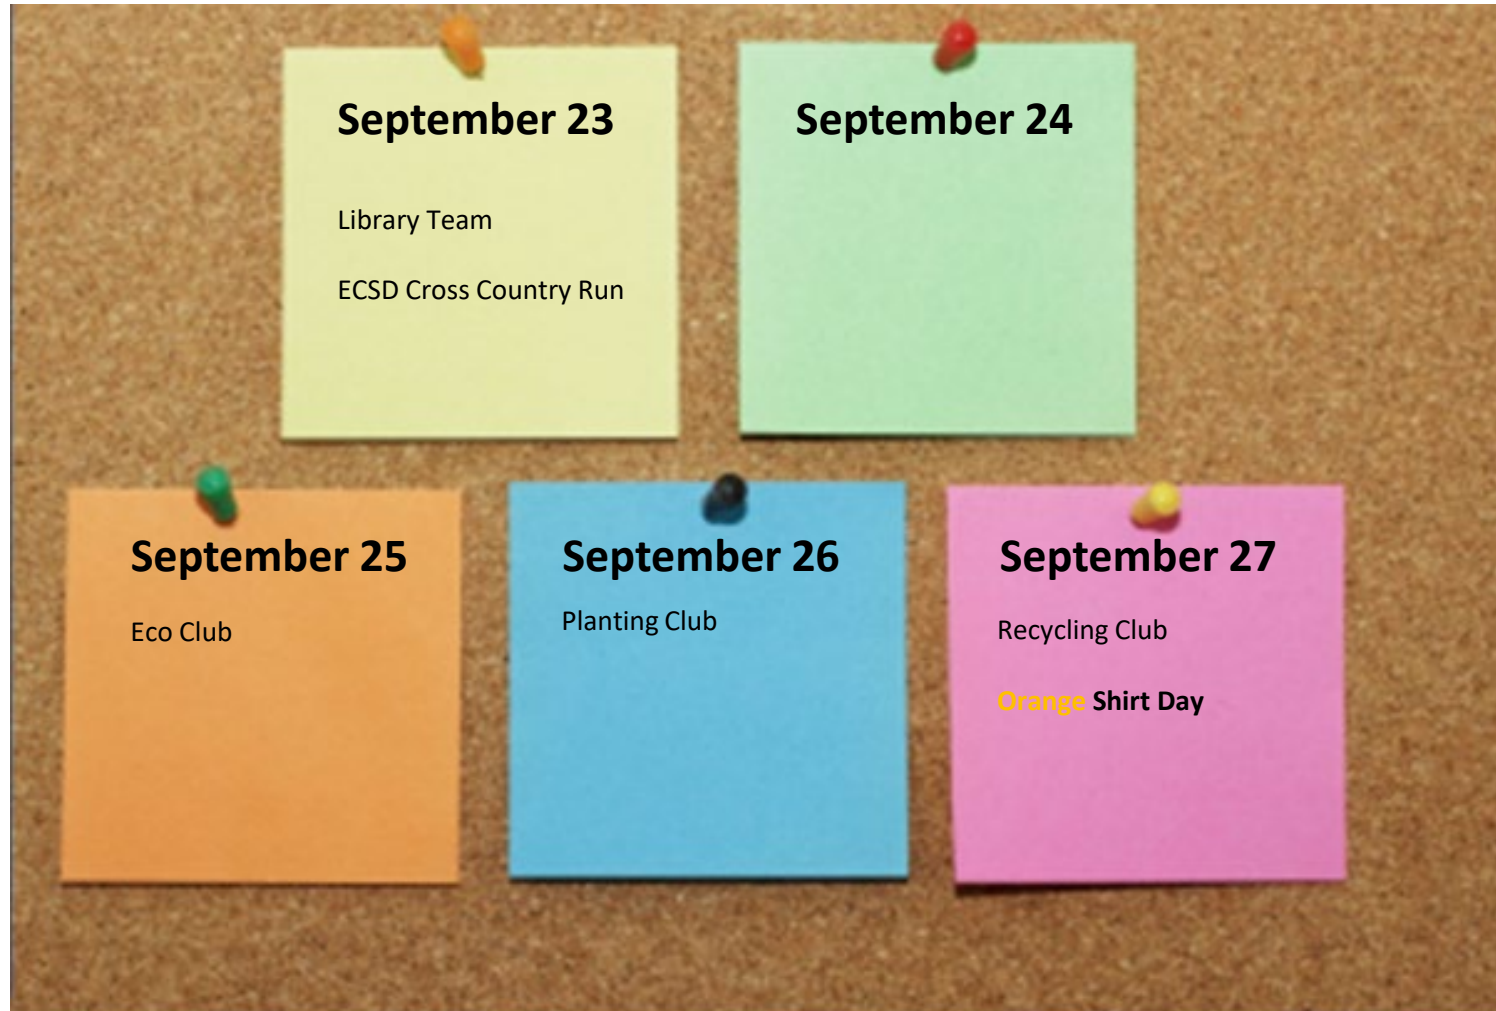 September 23
Library Team
ECSD Cross Country Run
September 24
September 25
Eco Club
September 26
Planting Club
September 27
Recycling Club
Orange Shirt Day